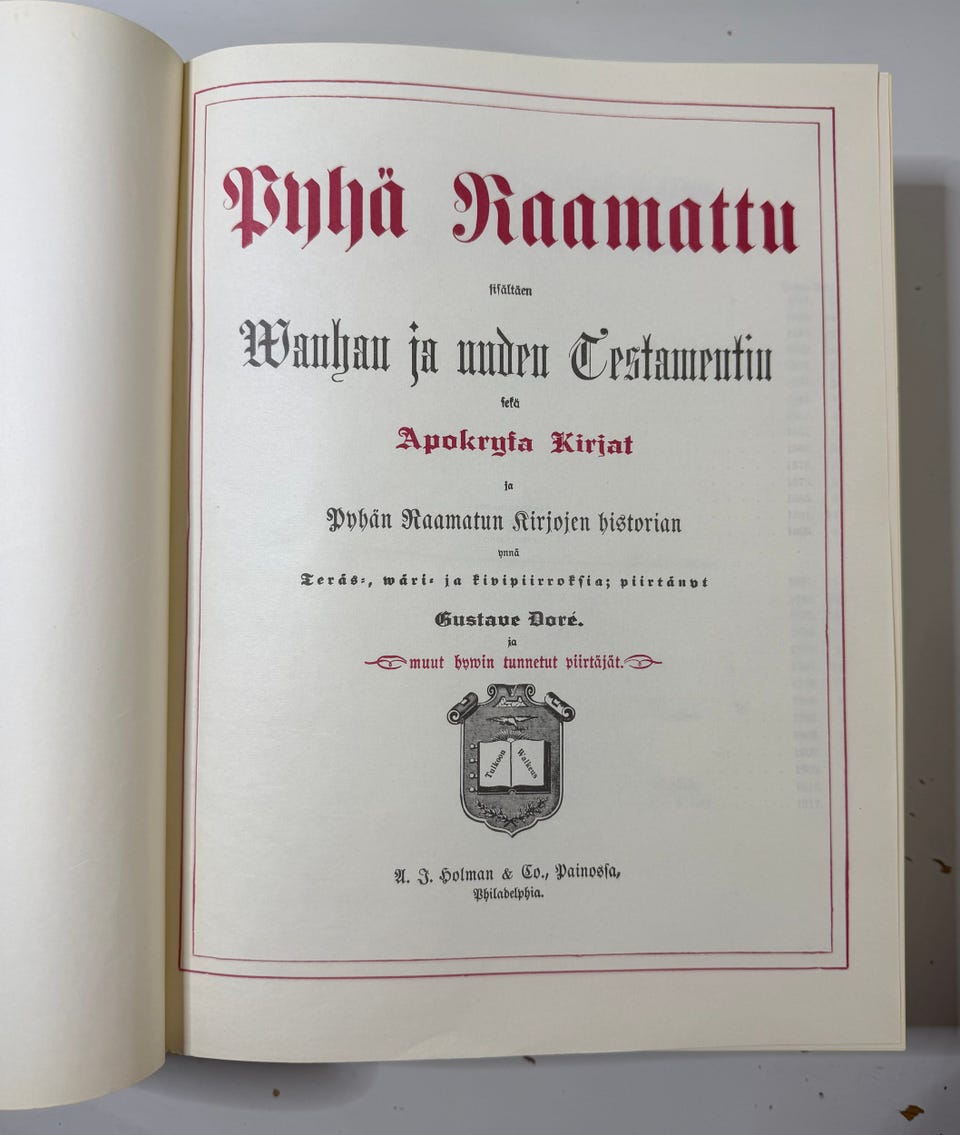 Pyhä Raamattu
sisältäen
Wanhan ja uuden Testamentin
sekä
Apokryfa Kirjat
ja
Pyhän Raamatun Kirjojen historian
ynnä
Teräs-, wäri- ja kivipiirroksia; piirtänyt
Gustave Doré.
ja
muut hywin tunnetut piirtäjät.
Tulkoon Walkeus
A. J. Holman & Co., Painossa,
Philadelphia.